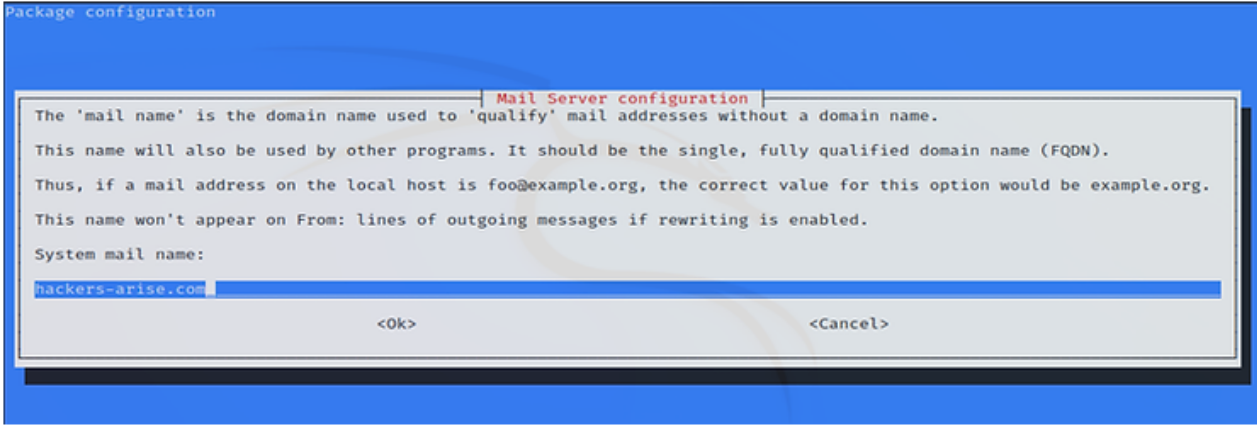 Package configuration
Mail Server configuration
The 'mail name' is the domain name used to 'qualify' mail addresses without a domain name.
This name will also be used by other programs. It should be the single, fully qualified domain name (FQDN).
Thus, if a mail address on the local host is foo@example.org, the correct value for this option would be example.org.
This name won't appear on From: lines of outgoing messages if rewriting is enabled.
System mail name:
hackers-arise.com
<Ok> <Cancel>